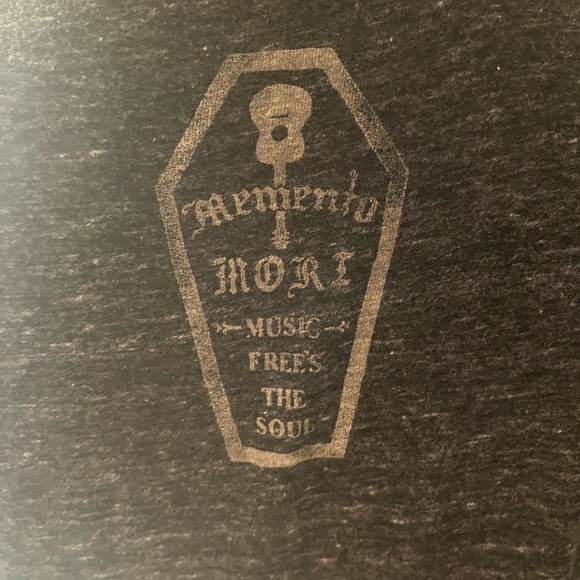 Memento
MORI
MUSIC
FREE'S
THE
SOUL